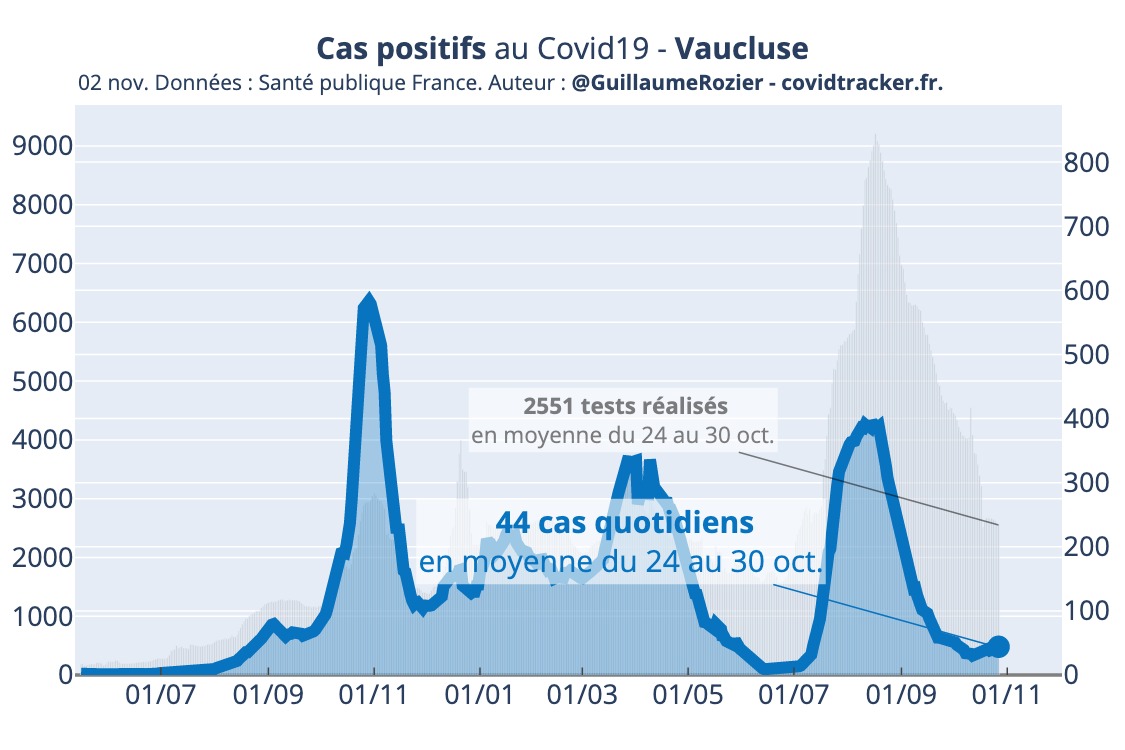 Cas positifs au Covid19 - Vaucluse
02 nov. Données : Santé publique France. Auteur : @GuillaumeRozier - covidtracker.fr.
9000
8000
7000
6000
5000
4000
3000
2000
1000
0
800
700
600
500
400
300
200
100
0
2551 tests réalisés
en moyenne du 24 au 30 oct.
44 cas quotidiens
en moyenne du 24 au 30 oct.
01/07 01/09 01/11 01/01 01/03 01/05 01/07 01/09 01/11